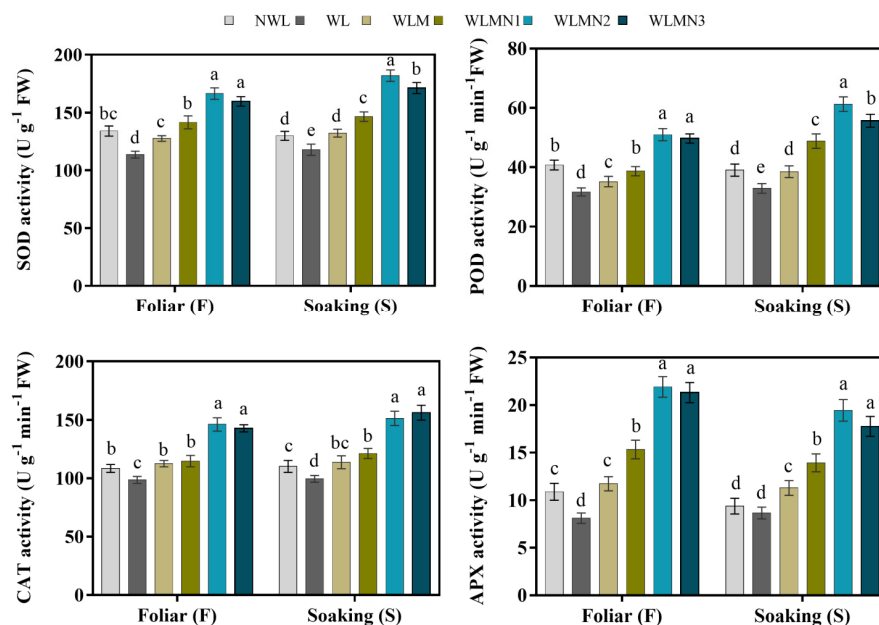 NWL WL WLM WLMN1 WLMN2 WLMN3
SOD activity (U g⁻¹ FW)
200
150
100
50
0
bc d c b a a d e d c a b
Foliar (F) Soaking (S)
POD activity (U g⁻¹ min⁻¹FW)
80
60
40
20
0
b d c b a a d e d c a b
Foliar (F) Soaking (S)
CAT activity (U g⁻¹ min⁻¹ FW)
200
150
100
50
0
b c b b a a c d bc b a a
Foliar (F) Soaking (S)
APX activity (U g⁻¹ min⁻¹ FW)
25
20
15
10
5
0
c d c b a a d d c b a a
Foliar (F) Soaking (S)